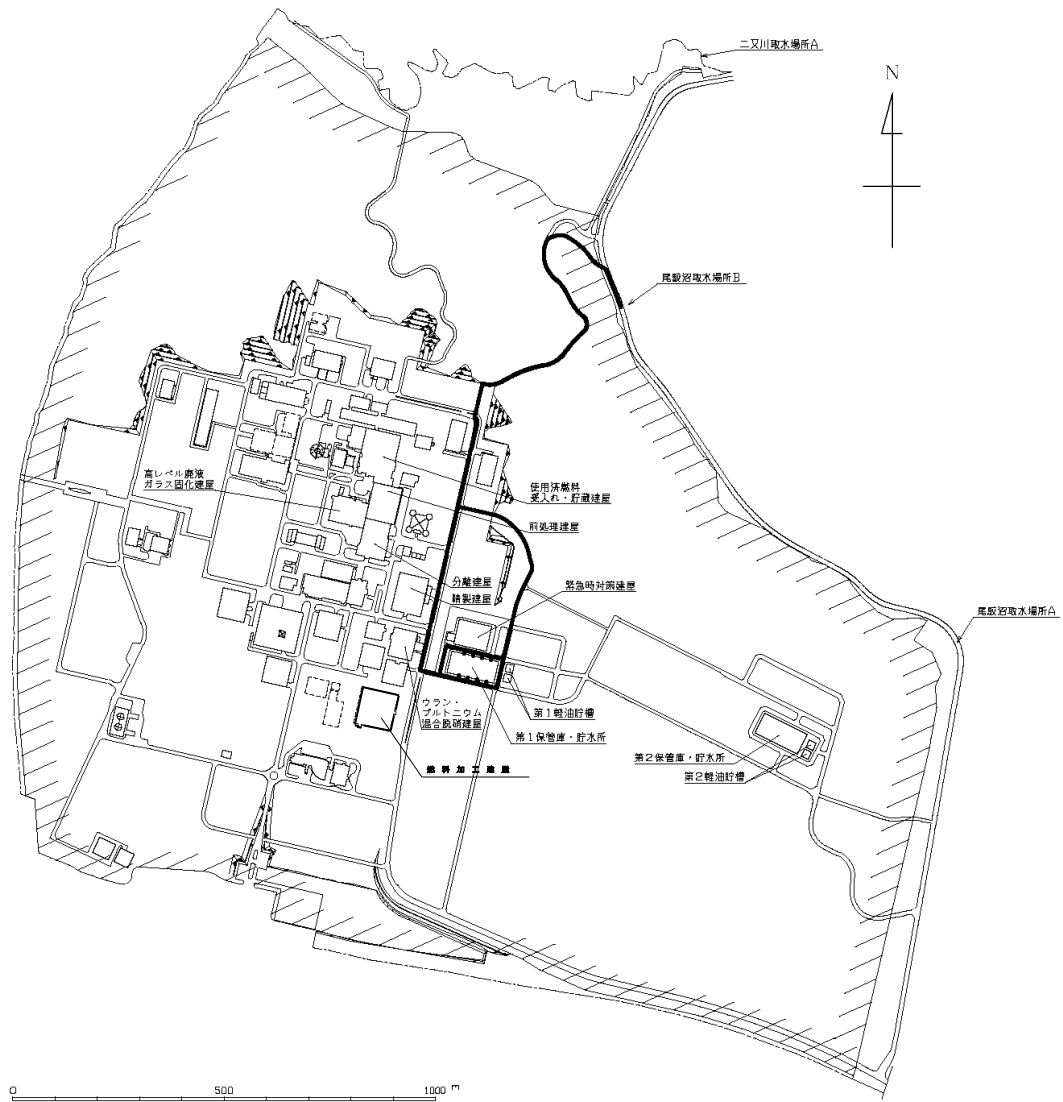 二又川取水場所A
N
尾駮沼取水場所B
高レベル廃液
ガラス固化建屋
使用済燃料
受入れ・貯蔵建屋
前処理建屋
分離建屋
精製建屋
緊急時対策建屋
尾駮沼取水場所A
ウラン・
プルトニウム
混合脱硝建屋
第1軽油貯槽
第1保管庫・貯水所
第2保管庫・貯水所
第2軽油貯槽
燃料加工建屋
0
500
1000 m